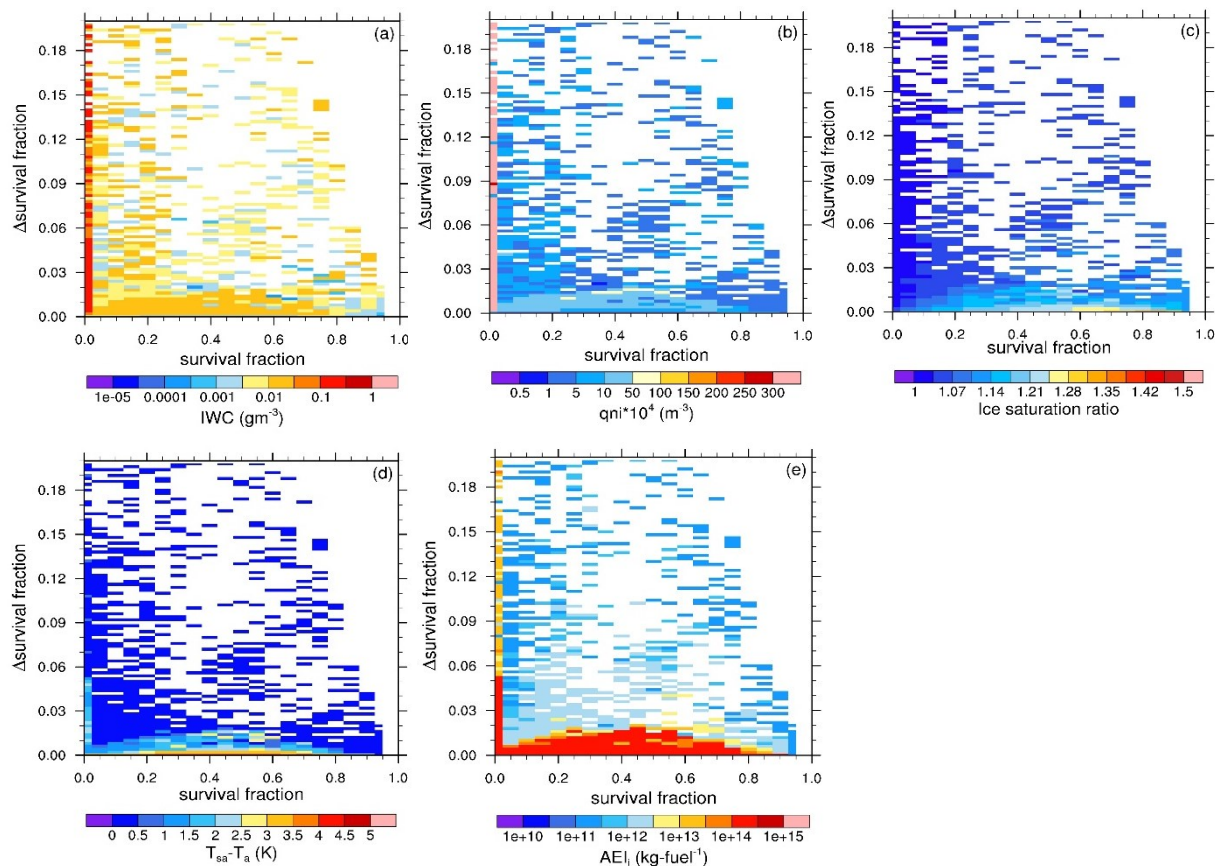 (a)
Δsurvival fraction
0.18
0.15
0.12
0.09
0.06
0.03
0.00
0.0 0.2 0.4 0.6 0.8 1.0
survival fraction
1e-05 0.0001 0.001 0.01 0.1 1
IWC (gm⁻³)
(b)
Δsurvival fraction
0.18
0.15
0.12
0.09
0.06
0.03
0.00
0.0 0.2 0.4 0.6 0.8 1.0
survival fraction
0.5 1 5 10 50 100 150 200 250 300
qni*10⁴ (m⁻³)
(c)
Δsurvival fraction
0.18
0.15
0.12
0.09
0.06
0.03
0.00
0.0 0.2 0.4 0.6 0.8 1.0
survival fraction
1 1.07 1.14 1.21 1.28 1.35 1.42 1.5
Ice saturation ratio
(d)
Δsurvival fraction
0.18
0.15
0.12
0.09
0.06
0.03
0.00
0.0 0.2 0.4 0.6 0.8 1.0
survival fraction
0 0.5 1 1.5 2 2.5 3 3.5 4 4.5 5
Tₛₐ-Tₐ (K)
(e)
Δsurvival fraction
0.18
0.15
0.12
0.09
0.06
0.03
0.00
0.0 0.2 0.4 0.6 0.8 1.0
survival fraction
1e+10 1e+11 1e+12 1e+13 1e+14 1e+15
AEIᵢ (kg-fuel⁻¹)